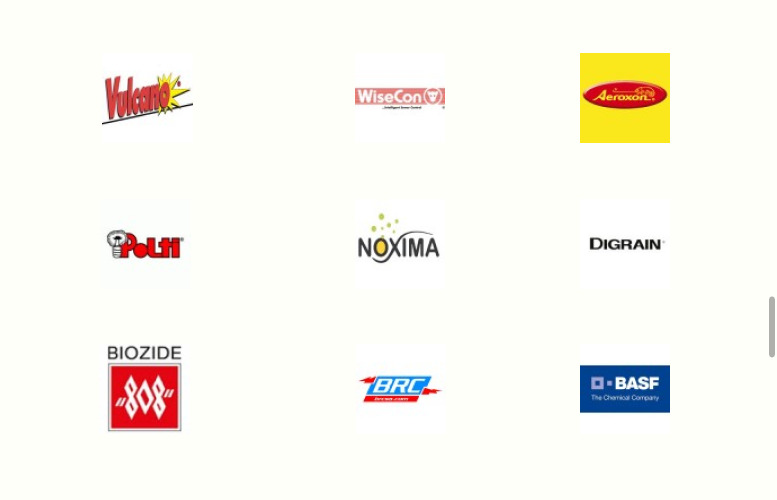 Vulcano
WiseCon
Aeroxon
Polti
NOXIMA
DIGRAIN
BIOZIDE
"808"
BRC
BASF
The Chemical Company